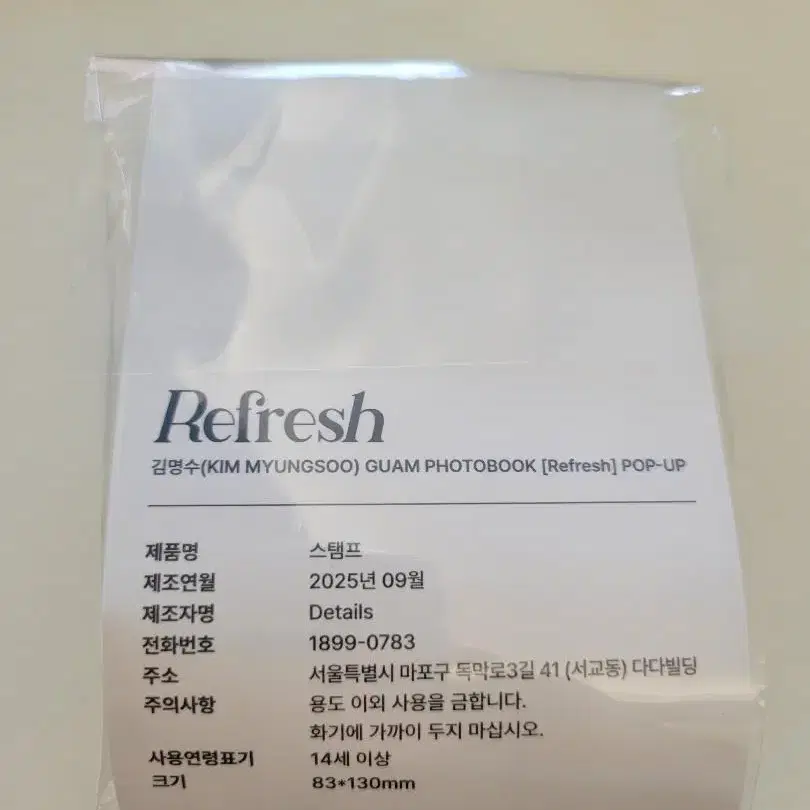 Refresh
김명수(KIM MYUNGSOO) GUAM PHOTOBOOK [Refresh] POP-UP
제품명 스탬프
제조연월 2025년 09월
제조자명 Details
전화번호 1899-0783
주소 서울특별시 마포구 독막로3길 41 (서교동) 다다빌딩
주의사항 용도 이외 사용을 금합니다.
화기에 가까이 두지 마십시오.
사용연령표기 14세 이상
크기 83*130mm